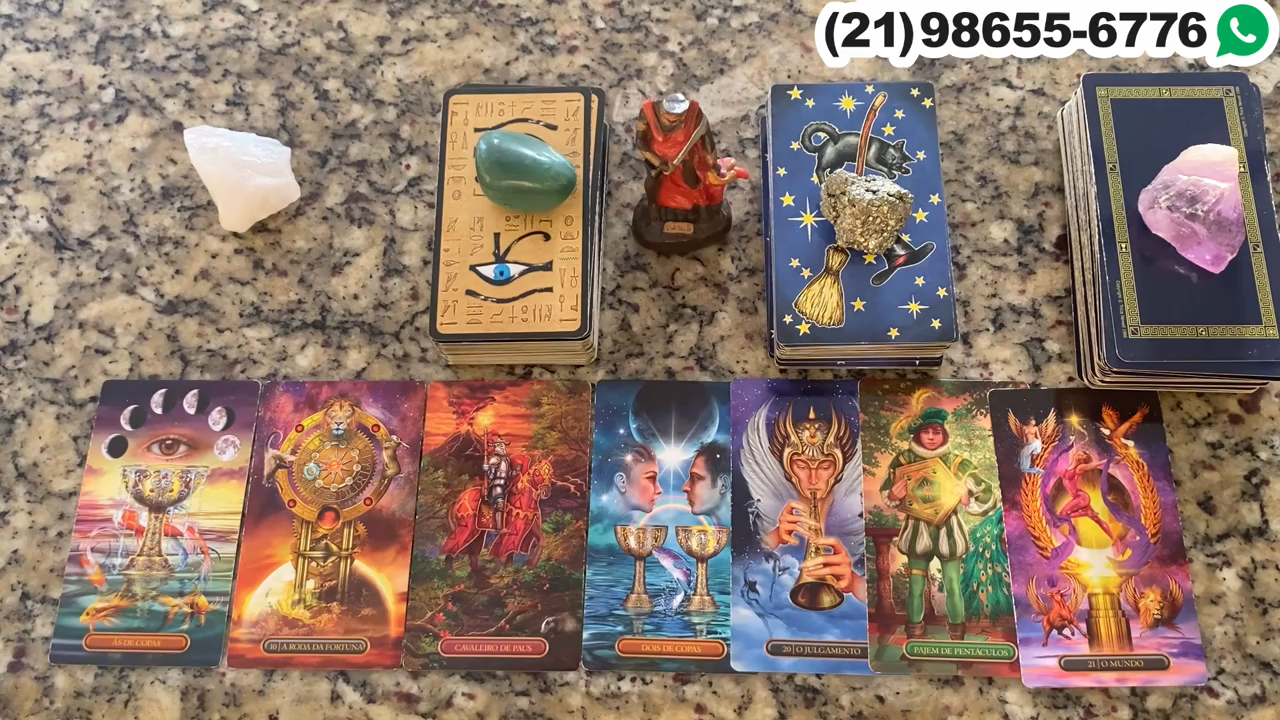 (21)98655-6776
ÁS DE COPAS
10 | A RODA DA FORTUNA
CAVALEIRO DE PAUS
DOIS DE COPAS
20 | O JULGAMENTO
PAJEM DE PENTÁCULOS
21 | O MUNDO